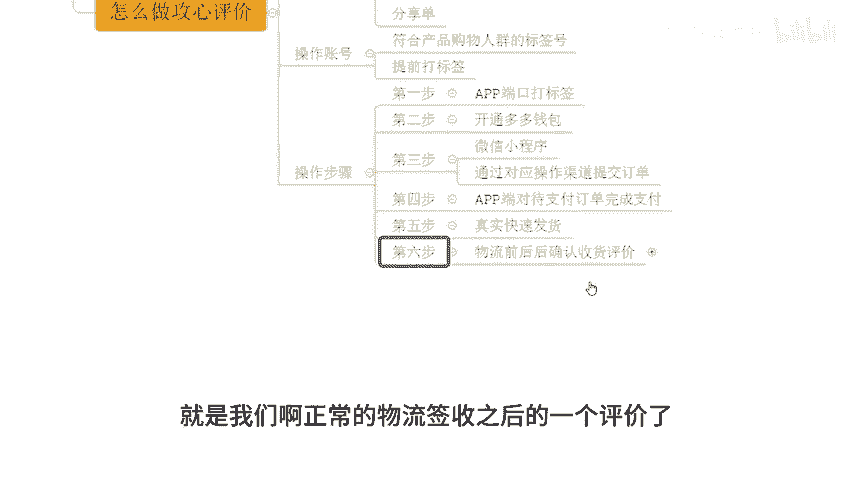 怎么做攻心评价
分享单
操作账号
符合产品购物人群的标签号
提前打标签
操作步骤
第一步
APP端口打标签
第二步
开通多多钱包
第三步
微信小程序
通过对应操作渠道提交订单
第四步
APP端对待支付订单完成支付
第五步
真实快速发货
第六步
物流前后后确认收货评价
就是我们啊正常的物流签收之后的一个评价了
bilibili